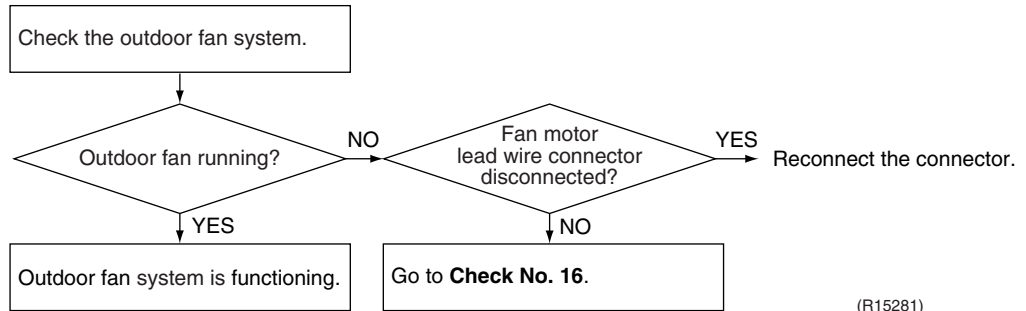 Check the outdoor fan system.
Outdoor fan running?
NO
Fan motor
lead wire connector
disconnected?
YES
Reconnect the connector.
YES
Outdoor fan system is functioning.
NO
Go to Check No. 16.
(R15281)